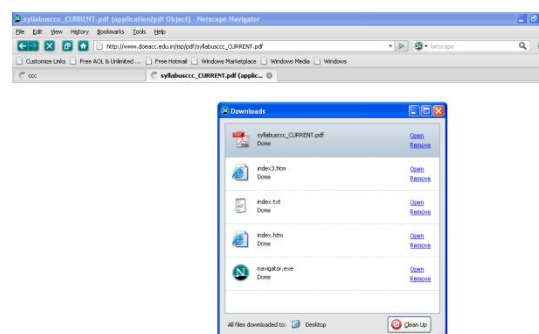 syllabusccc_CURRENT.pdf (application/pdf Object) - Netscape Navigator
File Edit View History Bookmarks Tools Help
http://www.doeacc.edu.in/jsp/pdf/syllabusccc_CURRENT.pdf
Netscape
Customize Links Free AOL & Unlimited ... Free Hotmail Windows Marketplace Windows Media Windows
ccc syllabusccc_CURRENT.pdf (applic...
Downloads
syllabusccc_CURRENT.pdf Open
Done Remove
index3.htm Open
Done Remove
index.txt Open
Done Remove
index.htm Open
Done Remove
navigator.exe Open
Done Remove
All files downloaded to: Desktop Clean Up